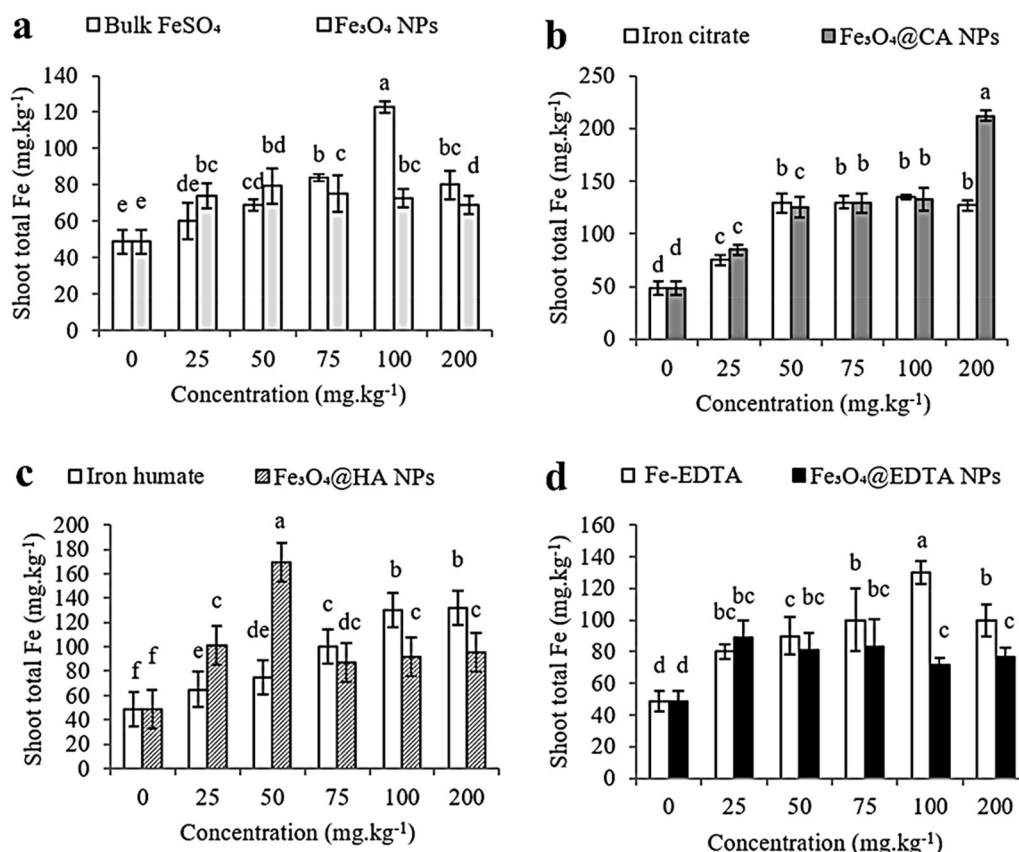 a
Bulk FeSO₄ Fe₃O₄ NPs
Shoot total Fe (mg.kg⁻¹)
140
120
100
80
60
40
20
0
e e de bc cd bd b c a bc bc d
0 25 50 75 100 200
Concentration (mg.kg⁻¹)
b
Iron citrate Fe₃O₄@CA NPs
Shoot total Fe (mg.kg⁻¹)
250
200
150
100
50
0
d d c c b c b b b b b a
0 25 50 75 100 200
Concentration (mg.kg⁻¹)
c
Iron humate Fe₃O₄@HA NPs
Shoot total Fe (mg.kg⁻¹)
200
180
160
140
120
100
80
60
40
20
0
f f e c de a c dc b c b c
0 25 50 75 100 200
Concentration (mg.kg⁻¹)
d
Fe-EDTA Fe₃O₄@EDTA NPs
Shoot total Fe (mg.kg⁻¹)
160
140
120
100
80
60
40
20
0
d d bc bc c bc b bc a c b c
0 25 50 75 100 200
Concentration (mg.kg⁻¹)